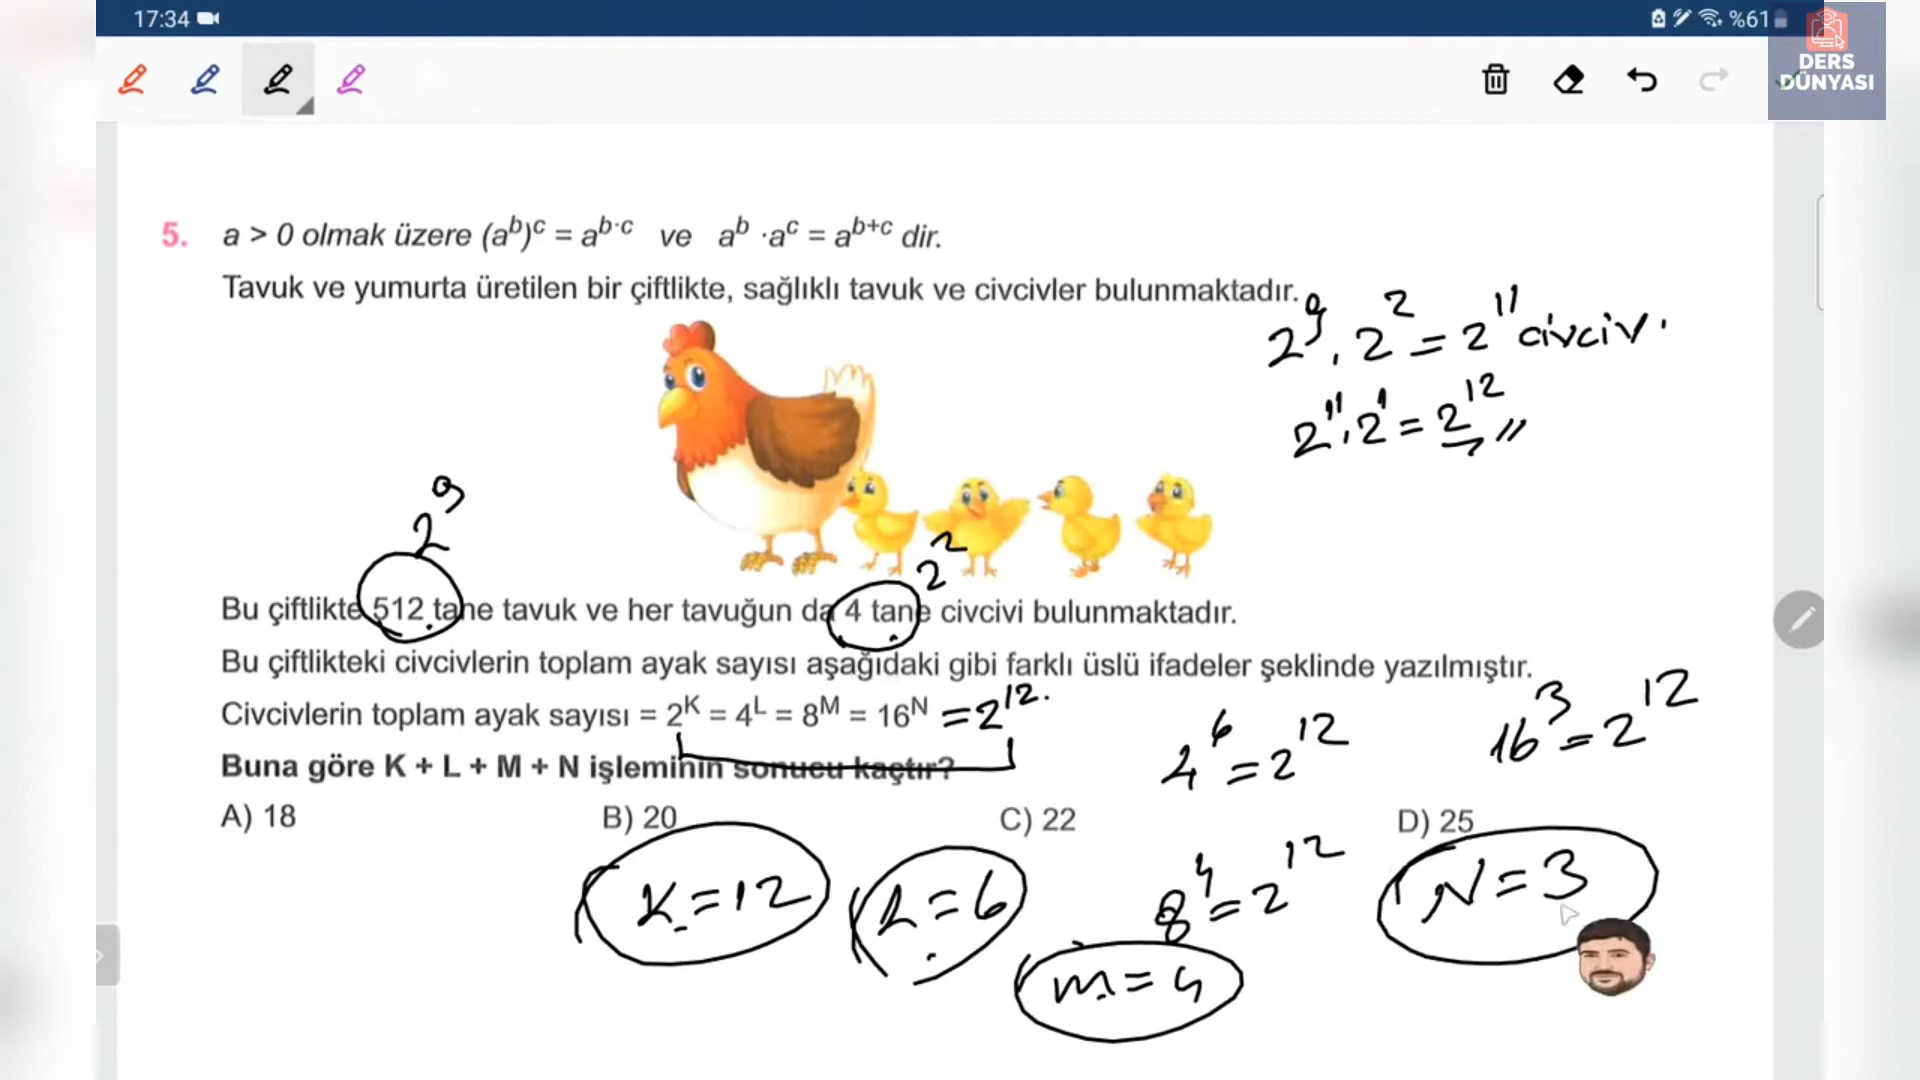 17:34
%61
DERS
DÜNYASI
5. a > 0 olmak üzere (a^b)^c = a^b·c ve a^b ·a^c = a^b+c dir.
Tavuk ve yumurta üretilen bir çiftlikte, sağlıklı tavuk ve civcivler bulunmaktadır.
2^9 . 2^2 = 2^11 civciv.
2^11 . 2^1 = 2^12 //
2^9
2^2
Bu çiftlikte 512 tane tavuk ve her tavuğun da 4 tane civcivi bulunmaktadır.
Bu çiftlikteki civcivlerin toplam ayak sayısı aşağıdaki gibi farklı üslü ifadeler şeklinde yazılmıştır.
Civcivlerin toplam ayak sayısı = 2^K = 4^L = 8^M = 16^N = 2^12.
4^6 = 2^12
16^3 = 2^12
Buna göre K + L + M + N işleminin sonucu kaçtır?
A) 18 B) 20 C) 22 D) 25
K = 12
L = 6
8^4 = 2^12
N = 3
m = 4